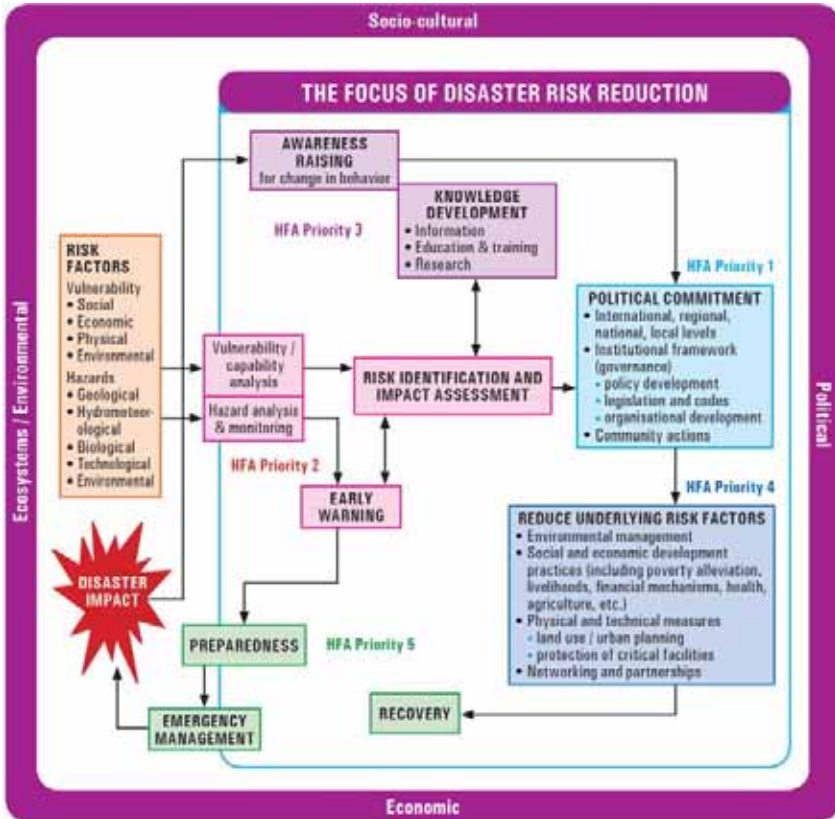 Socio-cultural
THE FOCUS OF DISASTER RISK REDUCTION
AWARENESS
RAISING
for change in behavior
KNOWLEDGE
DEVELOPMENT
• Information
• Education & training
• Research
HFA Priority 3
HFA Priority 1
RISK
FACTORS
Vulnerability
• Social
• Economic
• Physical
• Environmental
Hazards
• Geological
• Hydrometeor-
ological
• Biological
• Technological
• Environmental
Vulnerability /
capability
analysis
Hazard analysis
& monitoring
HFA Priority 2
RISK IDENTIFICATION AND
IMPACT ASSESSMENT
POLITICAL COMMITMENT
• International, regional,
national, local levels
• Institutional framework
(governance)
• policy development
• legislation and codes
• organisational development
• Community actions
EARLY
WARNING
HFA Priority 4
REDUCE UNDERLYING RISK FACTORS
• Environmental management
• Social and economic development
practices (including poverty alleviation,
livelihoods, financial mechanisms, health,
agriculture, etc.)
• Physical and technical measures
• land use / urban planning
• protection of critical facilities
• Networking and partnerships
DISASTER
IMPACT
PREPAREDNESS
HFA Priority 5
EMERGENCY
MANAGEMENT
RECOVERY
Ecosystems / Environmental
Political
Economic